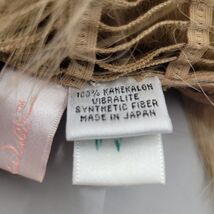 100% KANEKALON
VIBRALITE
SYNTHETIC FIBER
MADE IN JAPAN